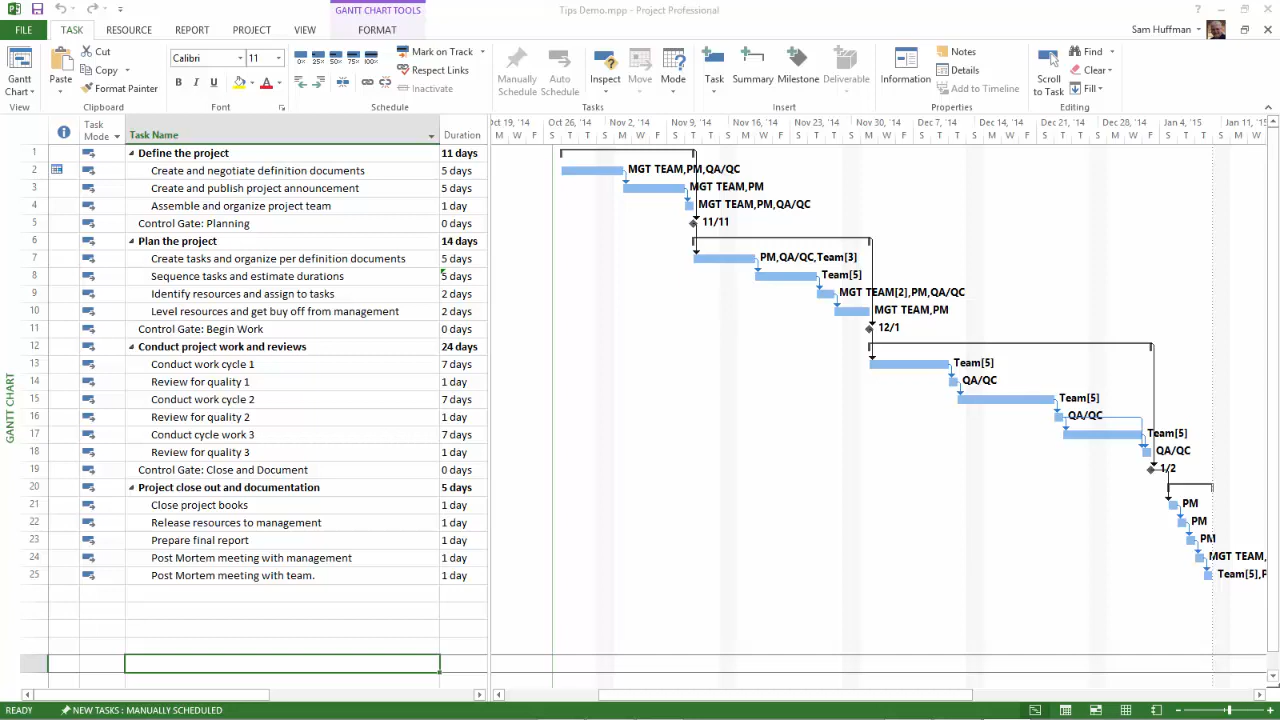 GANTT CHART TOOLS
Tips Demo.mpp - Project Professional
FILE TASK RESOURCE REPORT PROJECT VIEW FORMAT Sam Huffman
Gantt Chart
View
Paste
Cut
Copy
Format Painter
Clipboard
Calibri 11
B I U A
Font
0% 25% 50% 75% 100%
Mark on Track
Respect Links
Inactivate
Schedule
Manually Schedule
Auto Schedule
Inspect
Move
Mode
Tasks
Task
Summary
Milestone
Deliverable
Insert
Information
Notes
Details
Add to Timeline
Properties
Scroll to Task
Find
Clear
Fill
Editing
Task Mode Task Name Duration
Oct 19, '14 Oct 26, '14 Nov 2, '14 Nov 9, '14 Nov 16, '14 Nov 23, '14 Nov 30, '14 Dec 7, '14 Dec 14, '14 Dec 21, '14 Dec 28, '14 Jan 4, '15 Jan 11, '15
M W F S T T S M W F S T T S M W F S T T S M W F S T T S M W F S T T S M W F S T T S M W
1 Define the project 11 days
2 Create and negotiate definition documents 5 days MGT TEAM,PM,QA/QC
3 Create and publish project announcement 5 days MGT TEAM,PM
4 Assemble and organize project team 1 day MGT TEAM,PM,QA/QC
5 Control Gate: Planning 0 days 11/11
6 Plan the project 14 days
7 Create tasks and organize per definition documents 5 days PM,QA/QC,Team[3]
8 Sequence tasks and estimate durations 5 days Team[5]
9 Identify resources and assign to tasks 2 days MGT TEAM[2],PM,QA/QC
10 Level resources and get buy off from management 2 days MGT TEAM,PM
11 Control Gate: Begin Work 0 days 12/1
12 Conduct project work and reviews 24 days
13 Conduct work cycle 1 7 days Team[5]
14 Review for quality 1 1 day QA/QC
15 Conduct work cycle 2 7 days Team[5]
16 Review for quality 2 1 day QA/QC
17 Conduct cycle work 3 7 days Team[5]
18 Review for quality 3 1 day QA/QC
19 Control Gate: Close and Document 0 days 1/2
20 Project close out and documentation 5 days
21 Close project books 1 day PM
22 Release resources to management 1 day PM
23 Prepare final report 1 day PM
24 Post Mortem meeting with management 1 day MGT TEAM,
25 Post Mortem meeting with team. 1 day Team[5],P
GANTT CHART
READY NEW TASKS : MANUALLY SCHEDULED